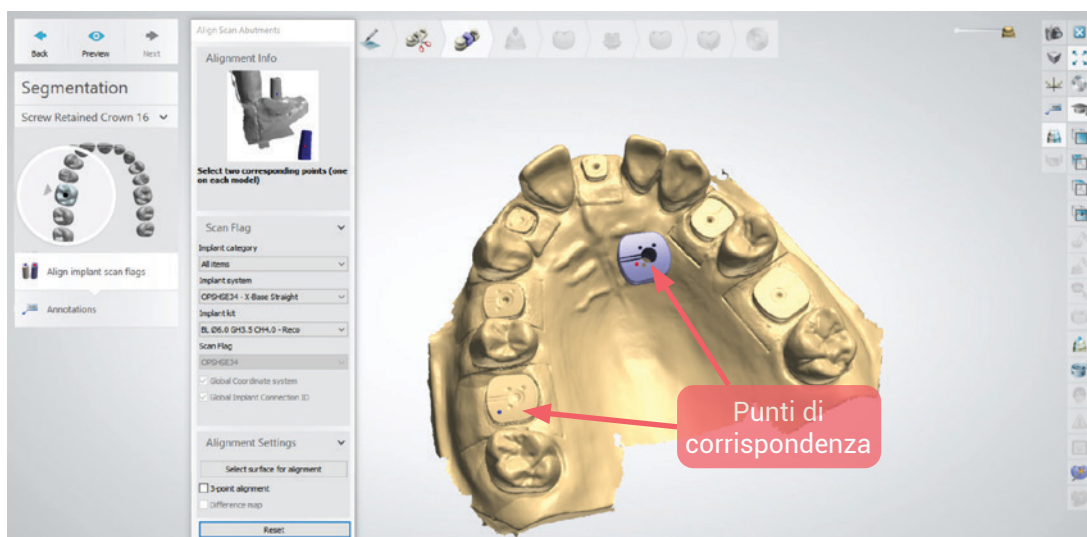 Back Preview Next
Segmentation
Screw Retained Crown 16
Align implant scan flags
Annotations
Align Scan Abutments
Alignment Info
Select two corresponding points (one
on each model)
Scan Flag
Implant category
All items
Implant system
OPSHSE34 - X-Base Straight
Implant kit
BL Ø6.0 GH3.5 CH4.0 - Reco
Scan Flag
OPSHSE34
Global Coordinate system
Global Implant Connection ID
Alignment Settings
Select surface for alignment
3-point alignment
Difference map
Reset
Punti di
corrispondenza